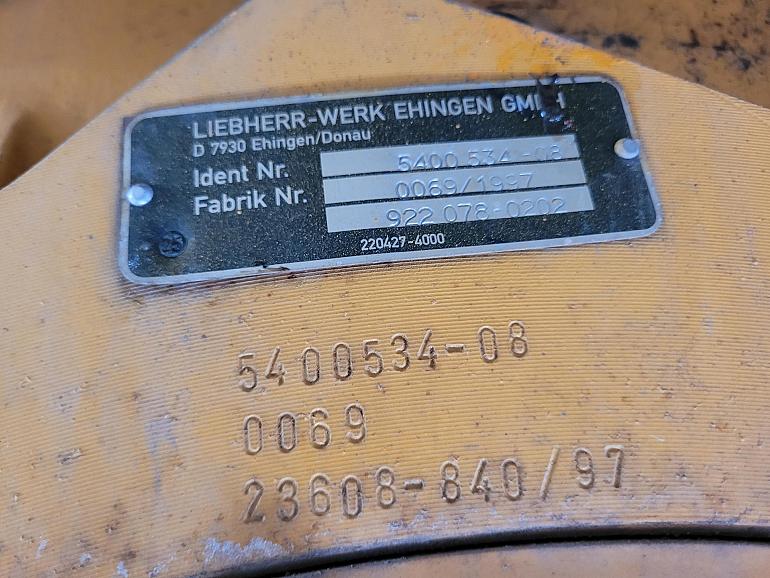 LIEBHERR-WERK EHINGEN GMBH
D 7930 Ehingen/Donau
Ident Nr. 5400 534-08
Fabrik Nr. 0069/1997
922 078-0202
220427-4000
5400534-08
0069
23608-840/97